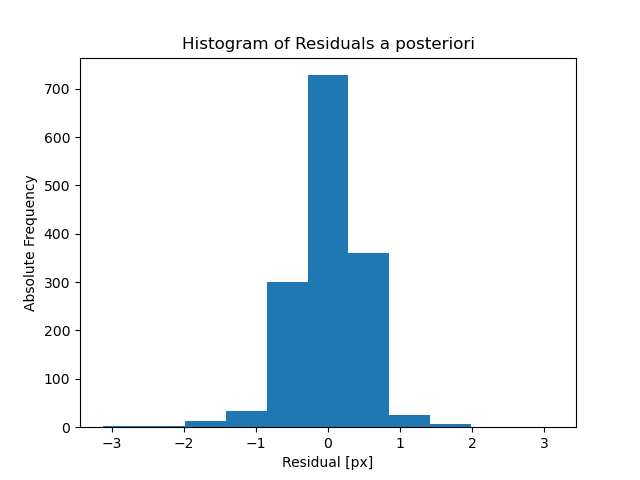 Histogram of Residuals a posteriori
700
600
500
400
300
200
100
0
Absolute Frequency
−3 −2 −1 0 1 2 3
Residual [px]